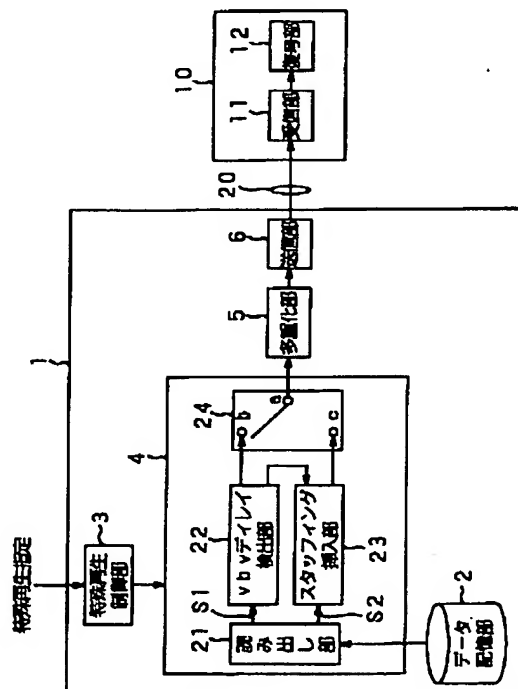 特殊再生指定
1
3
特殊再生
制御部
4
21
読み出し部
S1
S2
22
vbvディレイ
検出部
スタッフィング
挿入部
23
24
b
a
c
2
データ
記憶部
5
多重化部
6
送信部
20
10
11
受信部
12
復号部